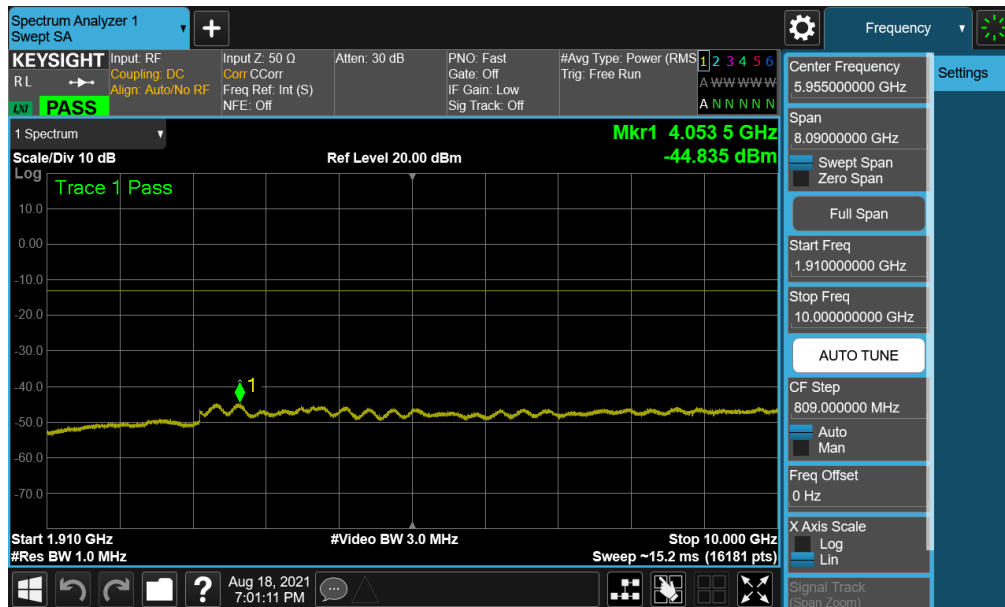 Spectrum Analyzer 1
Swept SA
+
Frequency
KEYSIGHT
RL
LXI PASS
Input: RF
Coupling: DC
Align: Auto/No RF
Input Z: 50 Ω
Corr CCorr
Freq Ref: Int (S)
NFE: Off
Atten: 30 dB
PNO: Fast
Gate: Off
IF Gain: Low
Sig Track: Off
#Avg Type: Power (RMS
Trig: Free Run
1 2 3 4 5 6
A W W W W W
A N N N N N
1 Spectrum
Scale/Div 10 dB
Ref Level 20.00 dBm
Mkr1 4.053 5 GHz
-44.835 dBm
Log
Trace 1 Pass
10.0
0.00
-10.0
-20.0
-30.0
-40.0
-50.0
-60.0
-70.0
1
Start 1.910 GHz
#Res BW 1.0 MHz
#Video BW 3.0 MHz
Stop 10.000 GHz
Sweep ~15.2 ms (16181 pts)
Center Frequency
5.955000000 GHz
Span
8.09000000 GHz
Swept Span
Zero Span
Full Span
Start Freq
1.910000000 GHz
Stop Freq
10.000000000 GHz
AUTO TUNE
CF Step
809.000000 MHz
Auto
Man
Freq Offset
0 Hz
X Axis Scale
Log
Lin
Signal Track
(Span Zoom)
Settings
?
Aug 18, 2021
7:01:11 PM